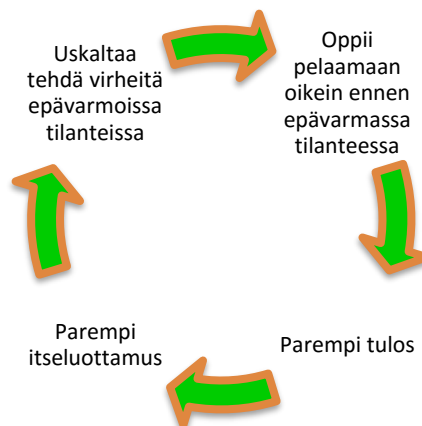 Uskaltaa
tehdä virheitä
epävarmoissa
tilanteissa
Oppii
pelaamaan
oikein ennen
epävarmassa
tilanteessa
Parempi tulos
Parempi
itseluottamus